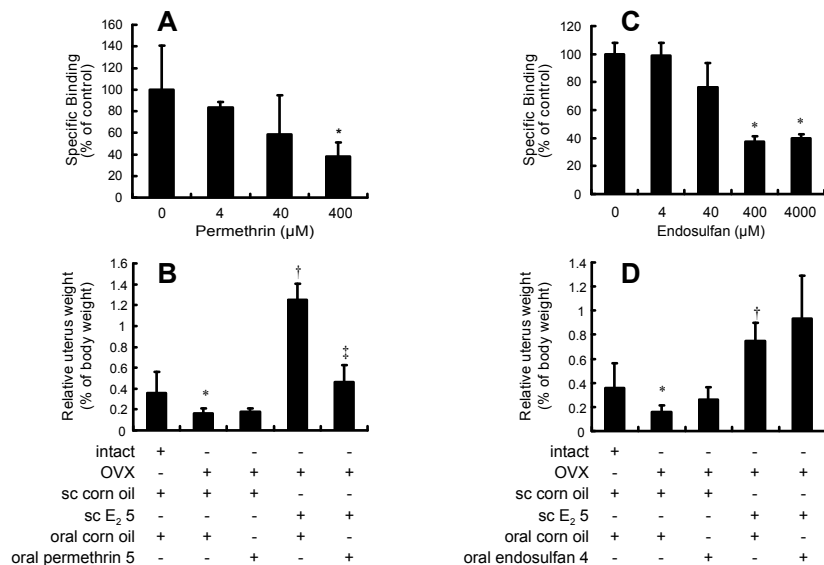 A
160
140
120
100
80
60
40
20
0
Specific Binding
(% of control)
*
0 4 40 400
Permethrin (µM)
C
120
100
80
60
40
20
0
Specific Binding
(% of control)
* *
0 4 40 400 4000
Endosulfan (µM)
B
1.6
1.4
1.2
1
0.8
0.6
0.4
0.2
0
Relative uterus weight
(% of body weight)
* † ‡
intact + - - - -
OVX - + + + +
sc corn oil + + + - -
sc E₂ 5 - - - + +
oral corn oil + + - + -
oral permethrin 5 - - + - +
D
1.4
1.2
1
0.8
0.6
0.4
0.2
0
Relative uterus weight
(% of body weight)
* †
intact + - - - -
OVX - + + + +
sc corn oil + + + - -
sc E₂ 5 - - - + +
oral corn oil + + - + -
oral endosulfan 4 - - + - +